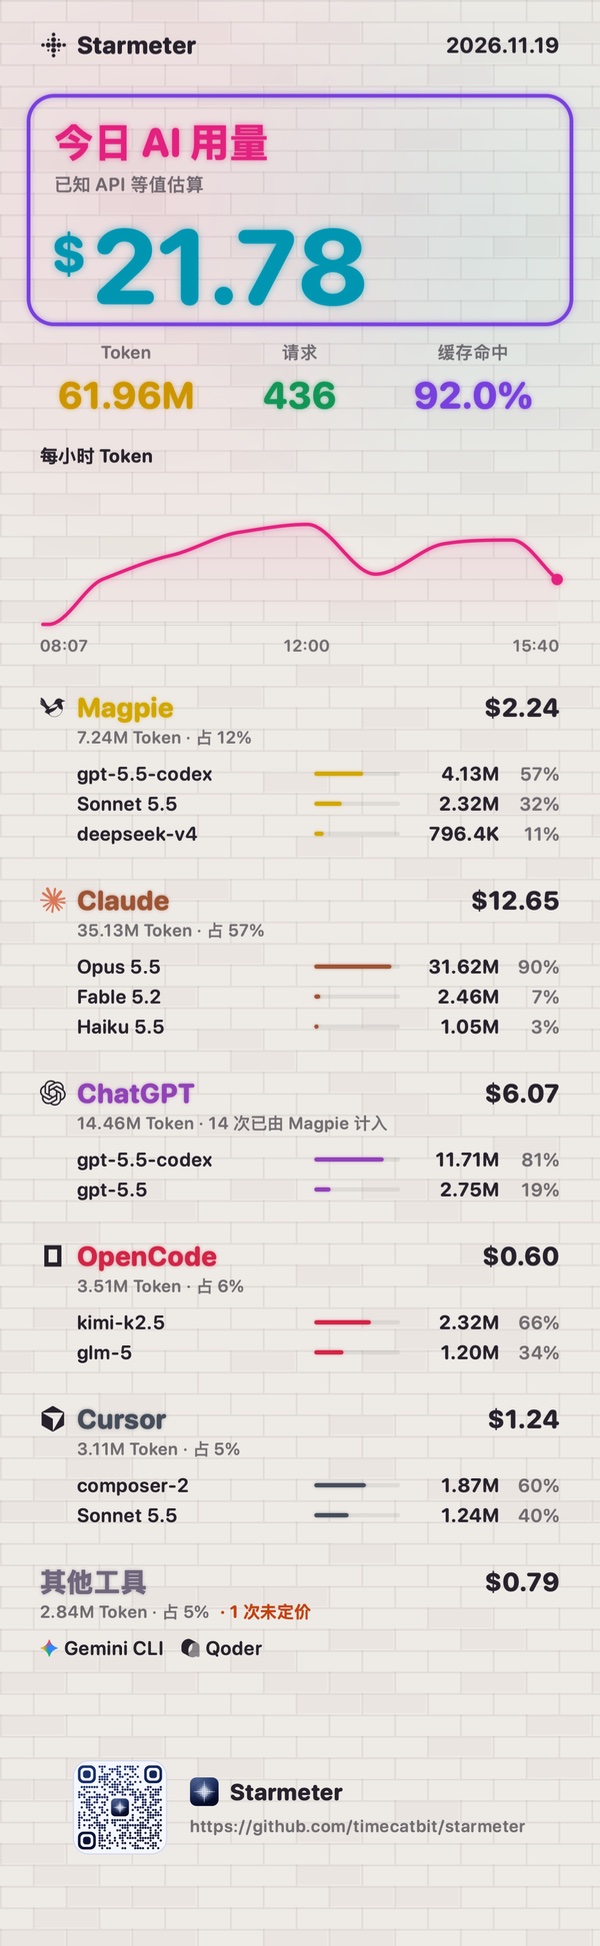 Starmeter 2026.11.19
今日 AI 用量
已知 API 等值估算
$21.78
Token 请求 缓存命中
61.96M 436 92.0%
每小时 Token
08:07 12:00 15:40
Magpie $2.24
7.24M Token · 占 12%
gpt-5.5-codex 4.13M 57%
Sonnet 5.5 2.32M 32%
deepseek-v4 796.4K 11%
Claude $12.65
35.13M Token · 占 57%
Opus 5.5 31.62M 90%
Fable 5.2 2.46M 7%
Haiku 5.5 1.05M 3%
ChatGPT $6.07
14.46M Token · 14 次已由 Magpie 计入
gpt-5.5-codex 11.71M 81%
gpt-5.5 2.75M 19%
OpenCode $0.60
3.51M Token · 占 6%
kimi-k2.5 2.32M 66%
glm-5 1.20M 34%
Cursor $1.24
3.11M Token · 占 5%
composer-2 1.87M 60%
Sonnet 5.5 1.24M 40%
其他工具 $0.79
2.84M Token · 占 5% · 1 次未定价
Gemini CLI Qoder
Starmeter
https://github.com/timecatbit/starmeter